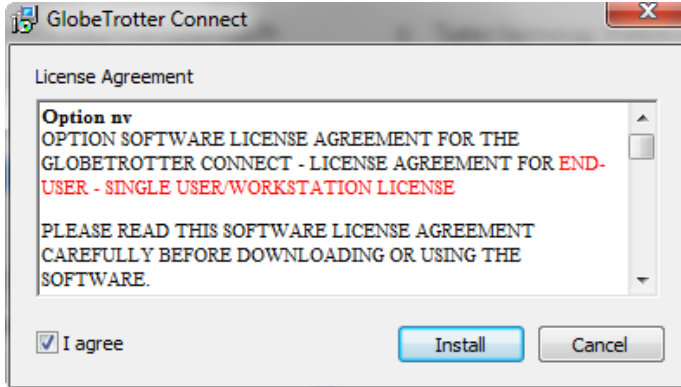 GlobeTrotter Connect
License Agreement
Option nv
OPTION SOFTWARE LICENSE AGREEMENT FOR THE
GLOBETROTTER CONNECT - LICENSE AGREEMENT FOR END-
USER - SINGLE USER/WORKSTATION LICENSE
PLEASE READ THIS SOFTWARE LICENSE AGREEMENT
CAREFULLY BEFORE DOWNLOADING OR USING THE
SOFTWARE.
I agree
Install
Cancel